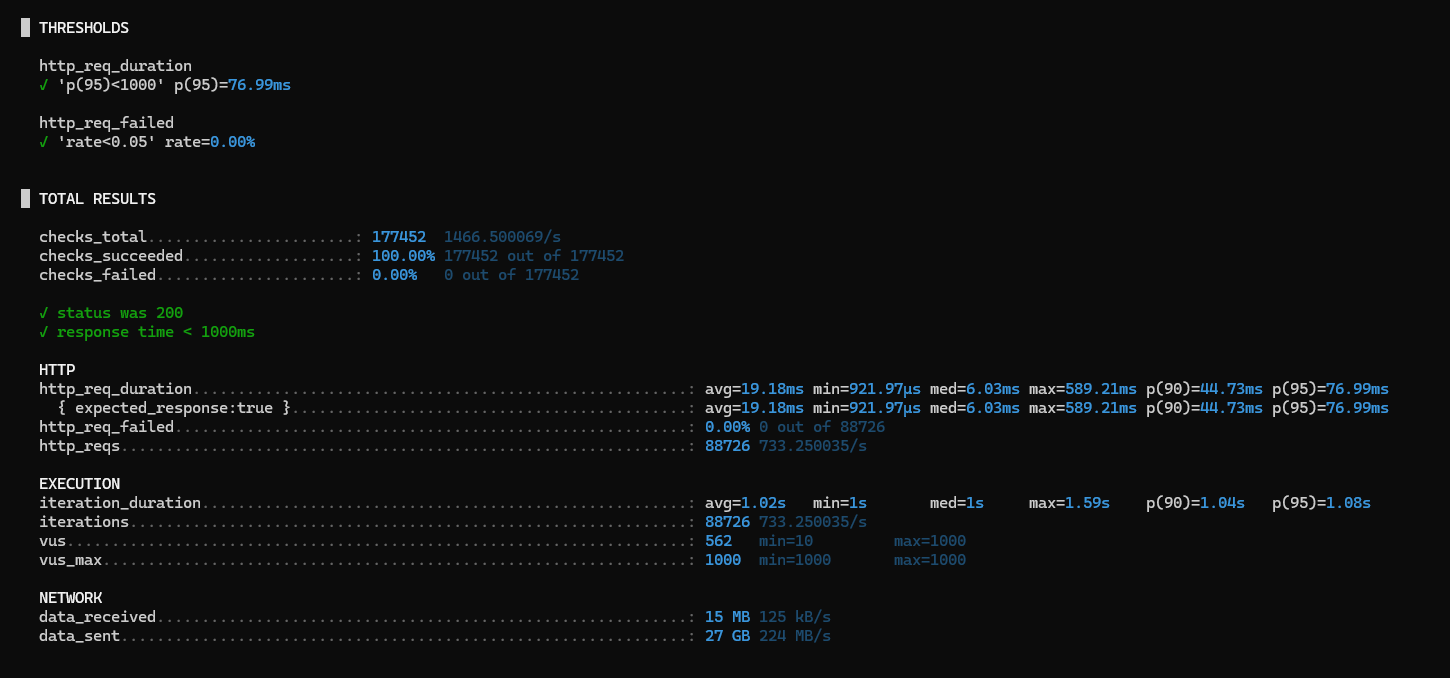 THRESHOLDS
http_req_duration
✓ 'p(95)<1000' p(95)=76.99ms
http_req_failed
✓ 'rate<0.05' rate=0.00%
TOTAL RESULTS
checks_total.......................: 177452 1466.500069/s
checks_succeeded...................: 100.00% 177452 out of 177452
checks_failed......................: 0.00% 0 out of 177452
✓ status was 200
✓ response time < 1000ms
HTTP
http_req_duration.......................................................: avg=19.18ms min=921.97µs med=6.03ms max=589.21ms p(90)=44.73ms p(95)=76.99ms
{ expected_response:true }............................................: avg=19.18ms min=921.97µs med=6.03ms max=589.21ms p(90)=44.73ms p(95)=76.99ms
http_req_failed.........................................................: 0.00% 0 out of 88726
http_reqs...............................................................: 88726 733.250035/s
EXECUTION
iteration_duration......................................................: avg=1.02s min=1s med=1s max=1.59s p(90)=1.04s p(95)=1.08s
iterations..............................................................: 88726 733.250035/s
vus.....................................................................: 562 min=10 max=1000
vus_max.................................................................: 1000 min=1000 max=1000
NETWORK
data_received...........................................................: 15 MB 125 kB/s
data_sent...............................................................: 27 GB 224 MB/s